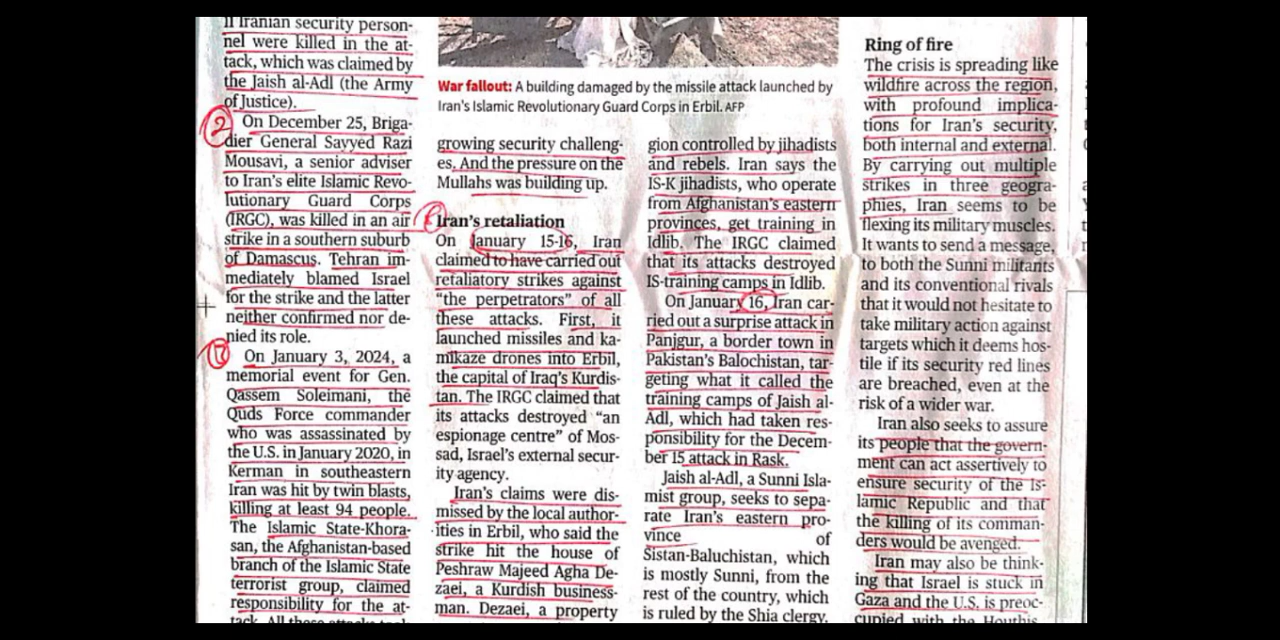 11 Iranian security person-
nel were killed in the at-
tack, which was claimed by
the Jaish al-Adl (the Army
of Justice).
2
On December 25, Briga-
dier General Sayyed Razi
Mousavi, a senior adviser
to Iran's elite Islamic Revo-
lutionary Guard Corps
(IRGC), was killed in an air
strike in a southern suburb
of Damascus. Tehran im-
mediately blamed Israel
for the strike and the latter
neither confirmed nor de-
nied its role.
On January 3, 2024, a
memorial event for Gen.
Qassem Soleimani, the
Quds Force commander
who was assassinated by
the U.S. in January 2020, in
Kerman in southeastern
Iran was hit by twin blasts,
killing at least 94 people.
The Islamic State-Khora-
san, the Afghanistan-based
branch of the Islamic State
terrorist group, claimed
responsibility for the at-
tack. All these attacks
War fallout: A building damaged by the missile attack launched by
Iran's Islamic Revolutionary Guard Corps in Erbil. AFP
growing security challeng-
es. And the pressure on the
Mullahs was building up.
Iran's retaliation
On January 15-16, Iran
claimed to have carried out
retaliatory strikes against
"the perpetrators" of all
these attacks. First, it
launched missiles and ka-
mikaze drones into Erbil,
the capital of Iraq's Kurdis-
tan. The IRGC claimed that
its attacks destroyed "an
espionage centre" of Mos-
sad, Israel's external secur-
ity agency.
Iran's claims were dis-
missed by the local author-
ities in Erbil, who said the
strike hit the house of
Peshraw Majeed Agha De-
zaei, a Kurdish business-
man. Dezaei, a property
gion controlled by jihadists
and rebels. Iran says the
IS-K jihadists, who operate
from Afghanistan's eastern
provinces, get training in
Idlib. The IRGC claimed
that its attacks destroyed
IS-training camps in Idlib.
On January 16, Iran car-
ried out a surprise attack in
Panjgur, a border town in
Pakistan's Balochistan, tar-
geting what it called the
training camps of Jaish al-
Adl, which had taken res-
ponsibility for the Decem-
ber 15 attack in Rask.
Jaish al-Adl, a Sunni Isla-
mist group, seeks to sepa-
rate Iran's eastern pro-
vince of
Sistan-Baluchistan, which
is mostly Sunni, from the
rest of the country, which
is ruled by the Shia clergy.
Ring of fire
The crisis is spreading like
wildfire across the region,
with profound implica-
tions for Iran's security,
both internal and external.
By carrying out multiple
strikes in three geogra-
phies, Iran seems to be
flexing its military muscles.
It wants to send a message,
to both the Sunni militants
and its conventional rivals
that it would not hesitate to
take military action against
targets which it deems hos-
tile if its security red lines
are breached, even at the
risk of a wider war.
Iran also seeks to assure
its people that the govern-
ment can act assertively to
ensure security of the Is-
lamic Republic and that
the killing of its comman-
ders would be avenged.
Iran may also be think-
ing that Israel is stuck in
Gaza and the U.S. is preoc-
cupied with the Houthis